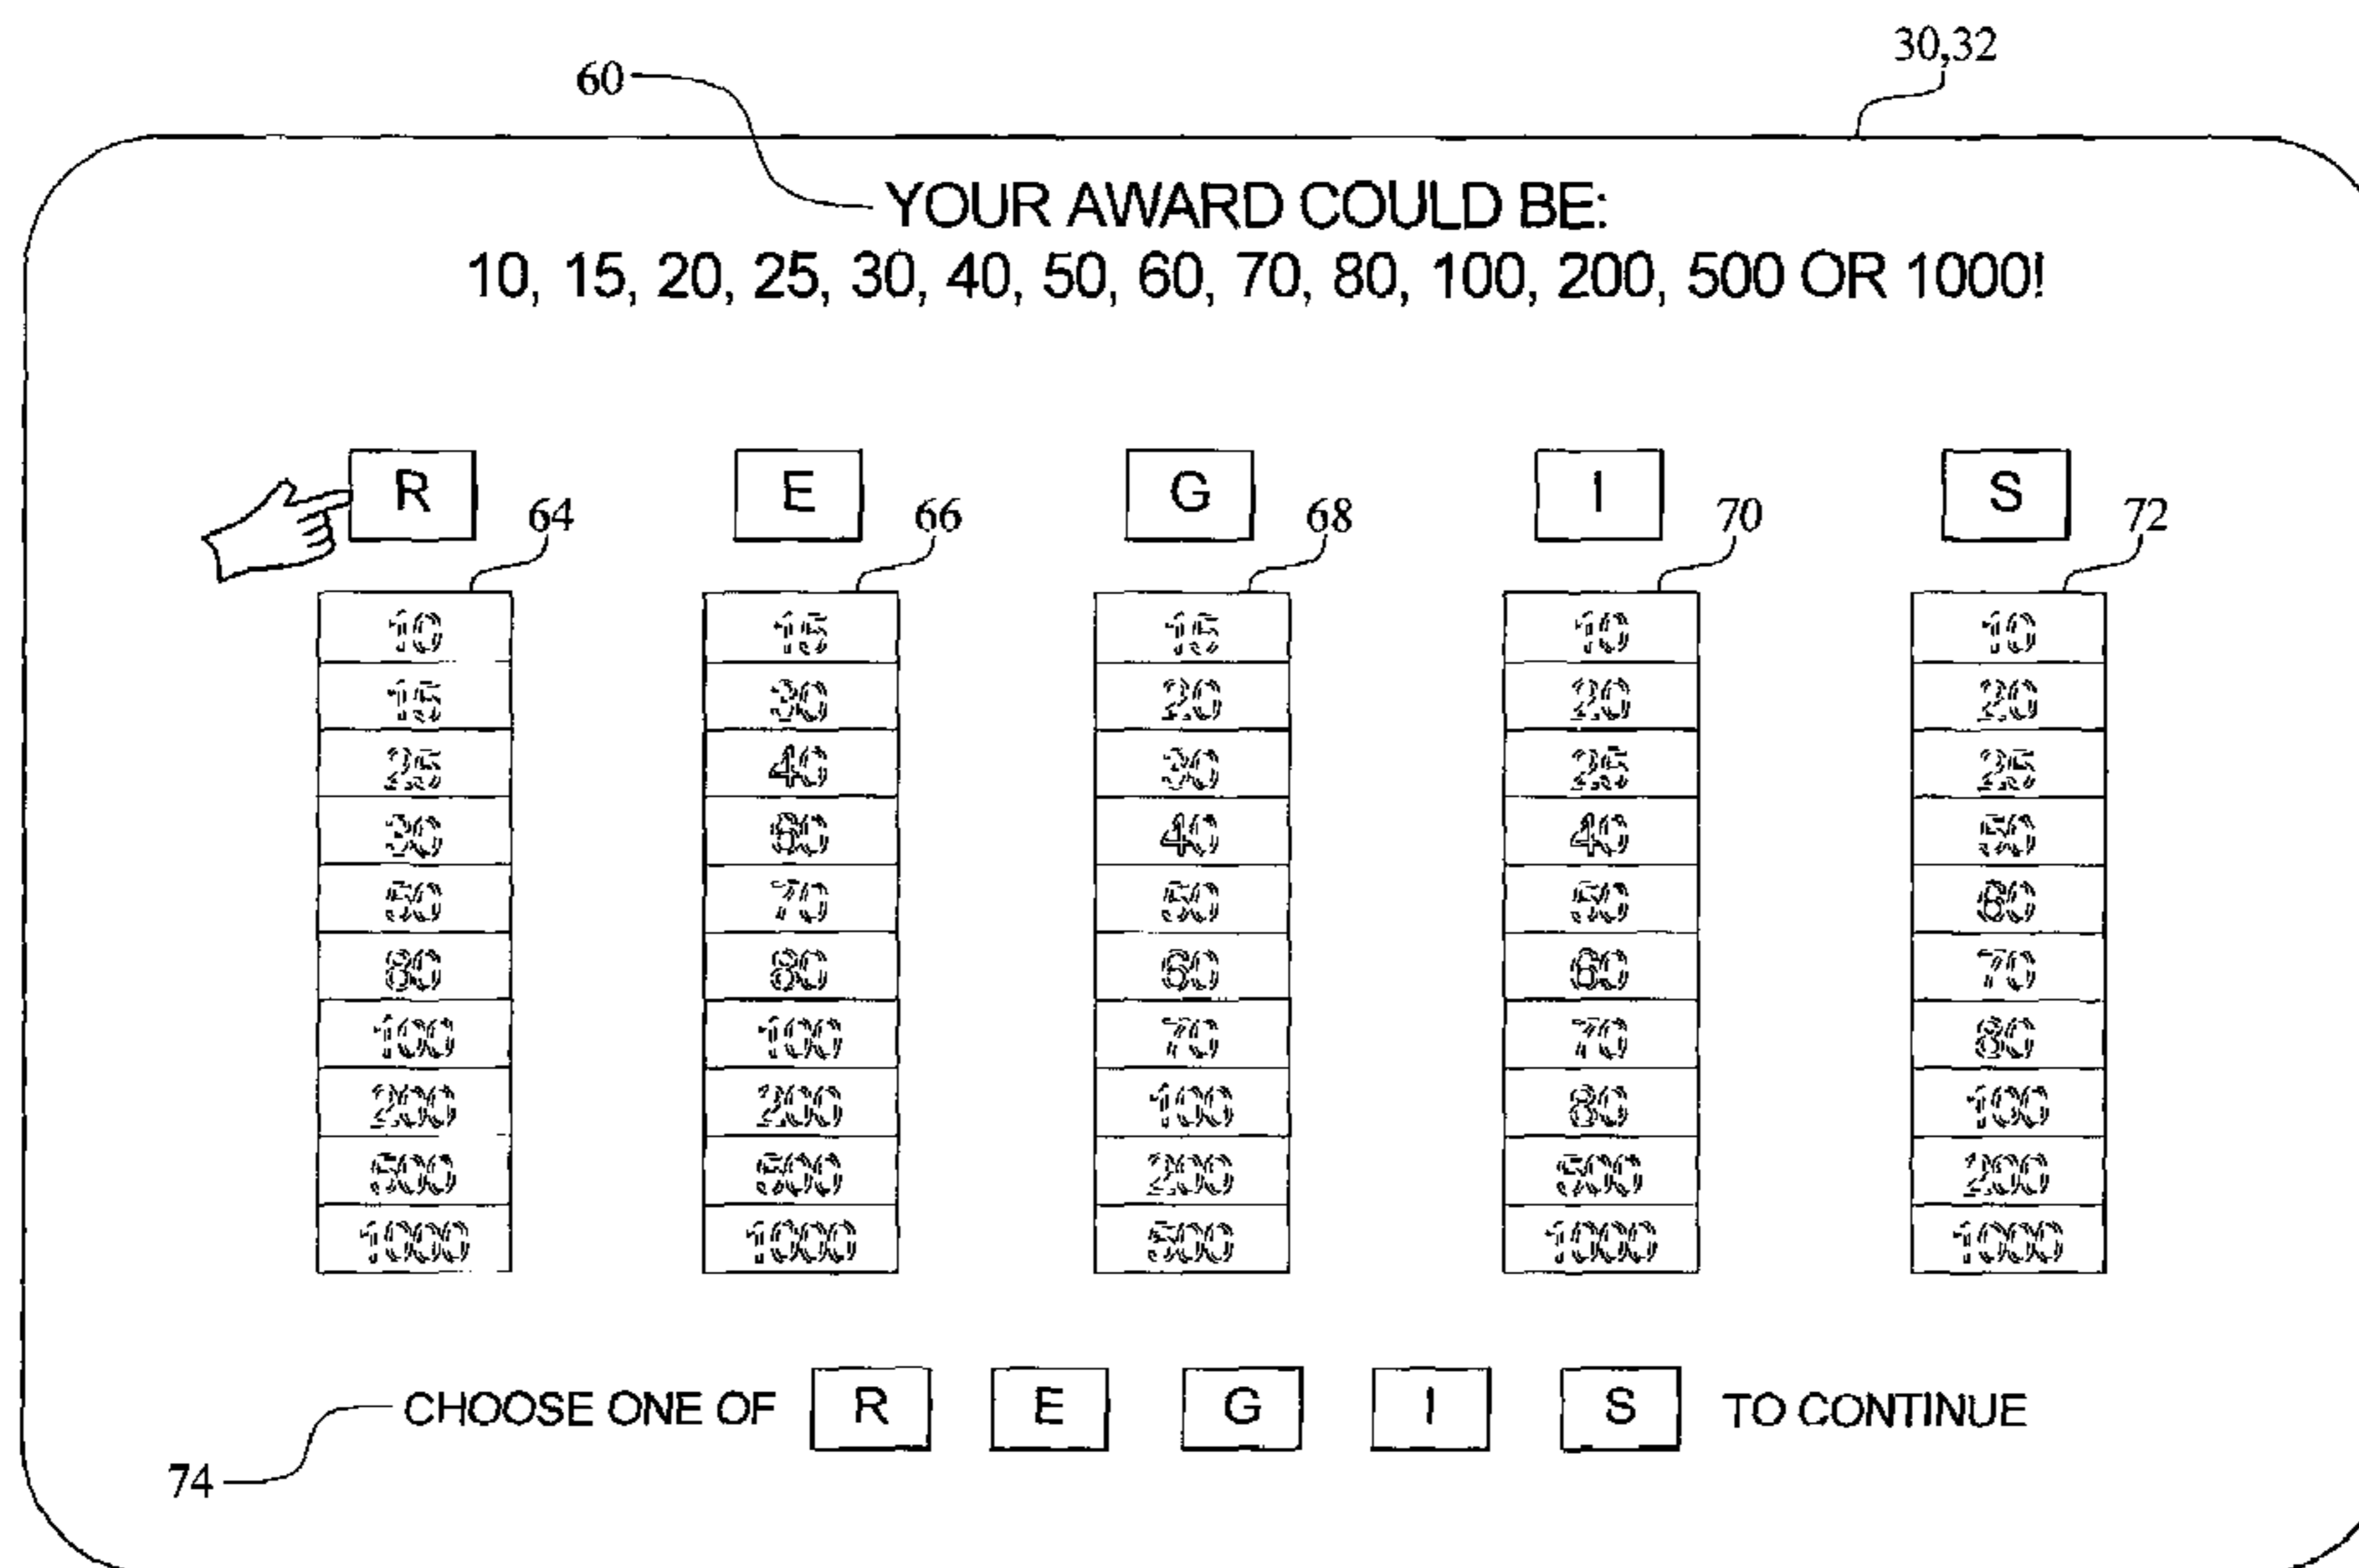 30,32
60
YOUR AWARD COULD BE:
10, 15, 20, 25, 30, 40, 50, 60, 70, 80, 100, 200, 500 OR 1000!
R E G I S
64 66 68 70 72
10 15 15 10 10
15 30 20 20 20
25 40 30 25 25
30 60 40 40 50
50 70 50 50 60
80 80 60 60 70
100 100 70 70 80
200 200 100 80 100
500 500 200 500 200
1000 1000 500 1000 1000
CHOOSE ONE OF R E G I S TO CONTINUE
74